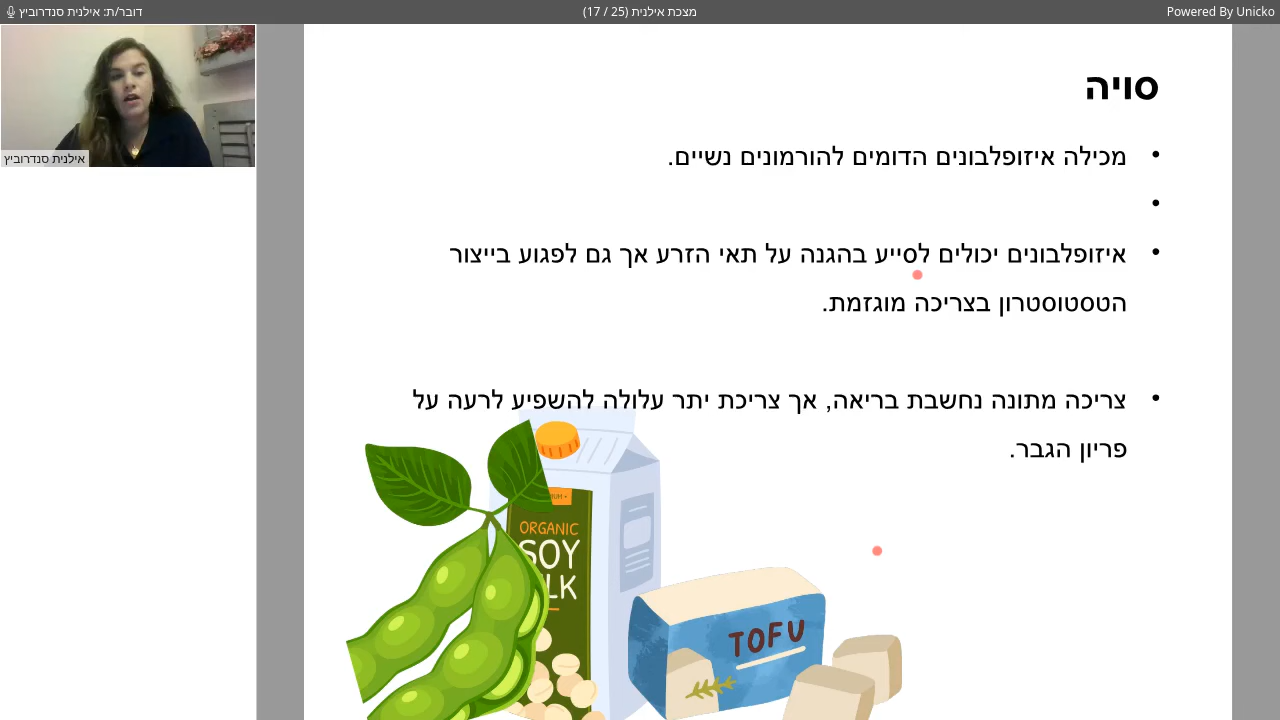 דובר/ת: אילנית סנדרוביץ
מצכת אילנית (25 / 17)
Powered By Unicko
אילנית סנדרוביץ
סויה
• מכילה איזופלבונים הדומים להורמונים נשיים.
•
• איזופלבונים יכולים לסייע בהגנה על תאי הזרע אך גם לפגוע בייצור
הטסטוסטרון בצריכה מוגזמת.
• צריכה מתונה נחשבת בריאה, אך צריכת יתר עלולה להשפיע לרעה על
פריון הגבר.
ORGANIC
SOY
LK
TOFU